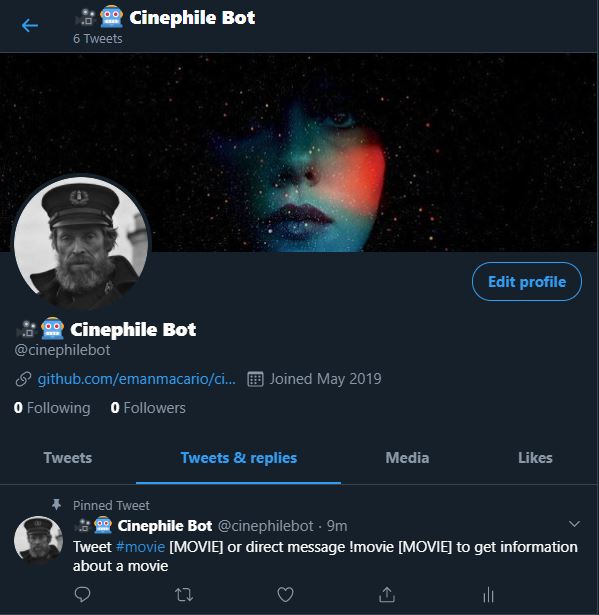 🎥🤖 Cinephile Bot
6 Tweets
Edit profile
🎥🤖 Cinephile Bot
@cinephilebot
github.com/emanmacario/ci... Joined May 2019
0 Following 0 Followers
Tweets Tweets & replies Media Likes
Pinned Tweet
🎥🤖 Cinephile Bot @cinephilebot · 9m
Tweet #movie [MOVIE] or direct message !movie [MOVIE] to get information
about a movie